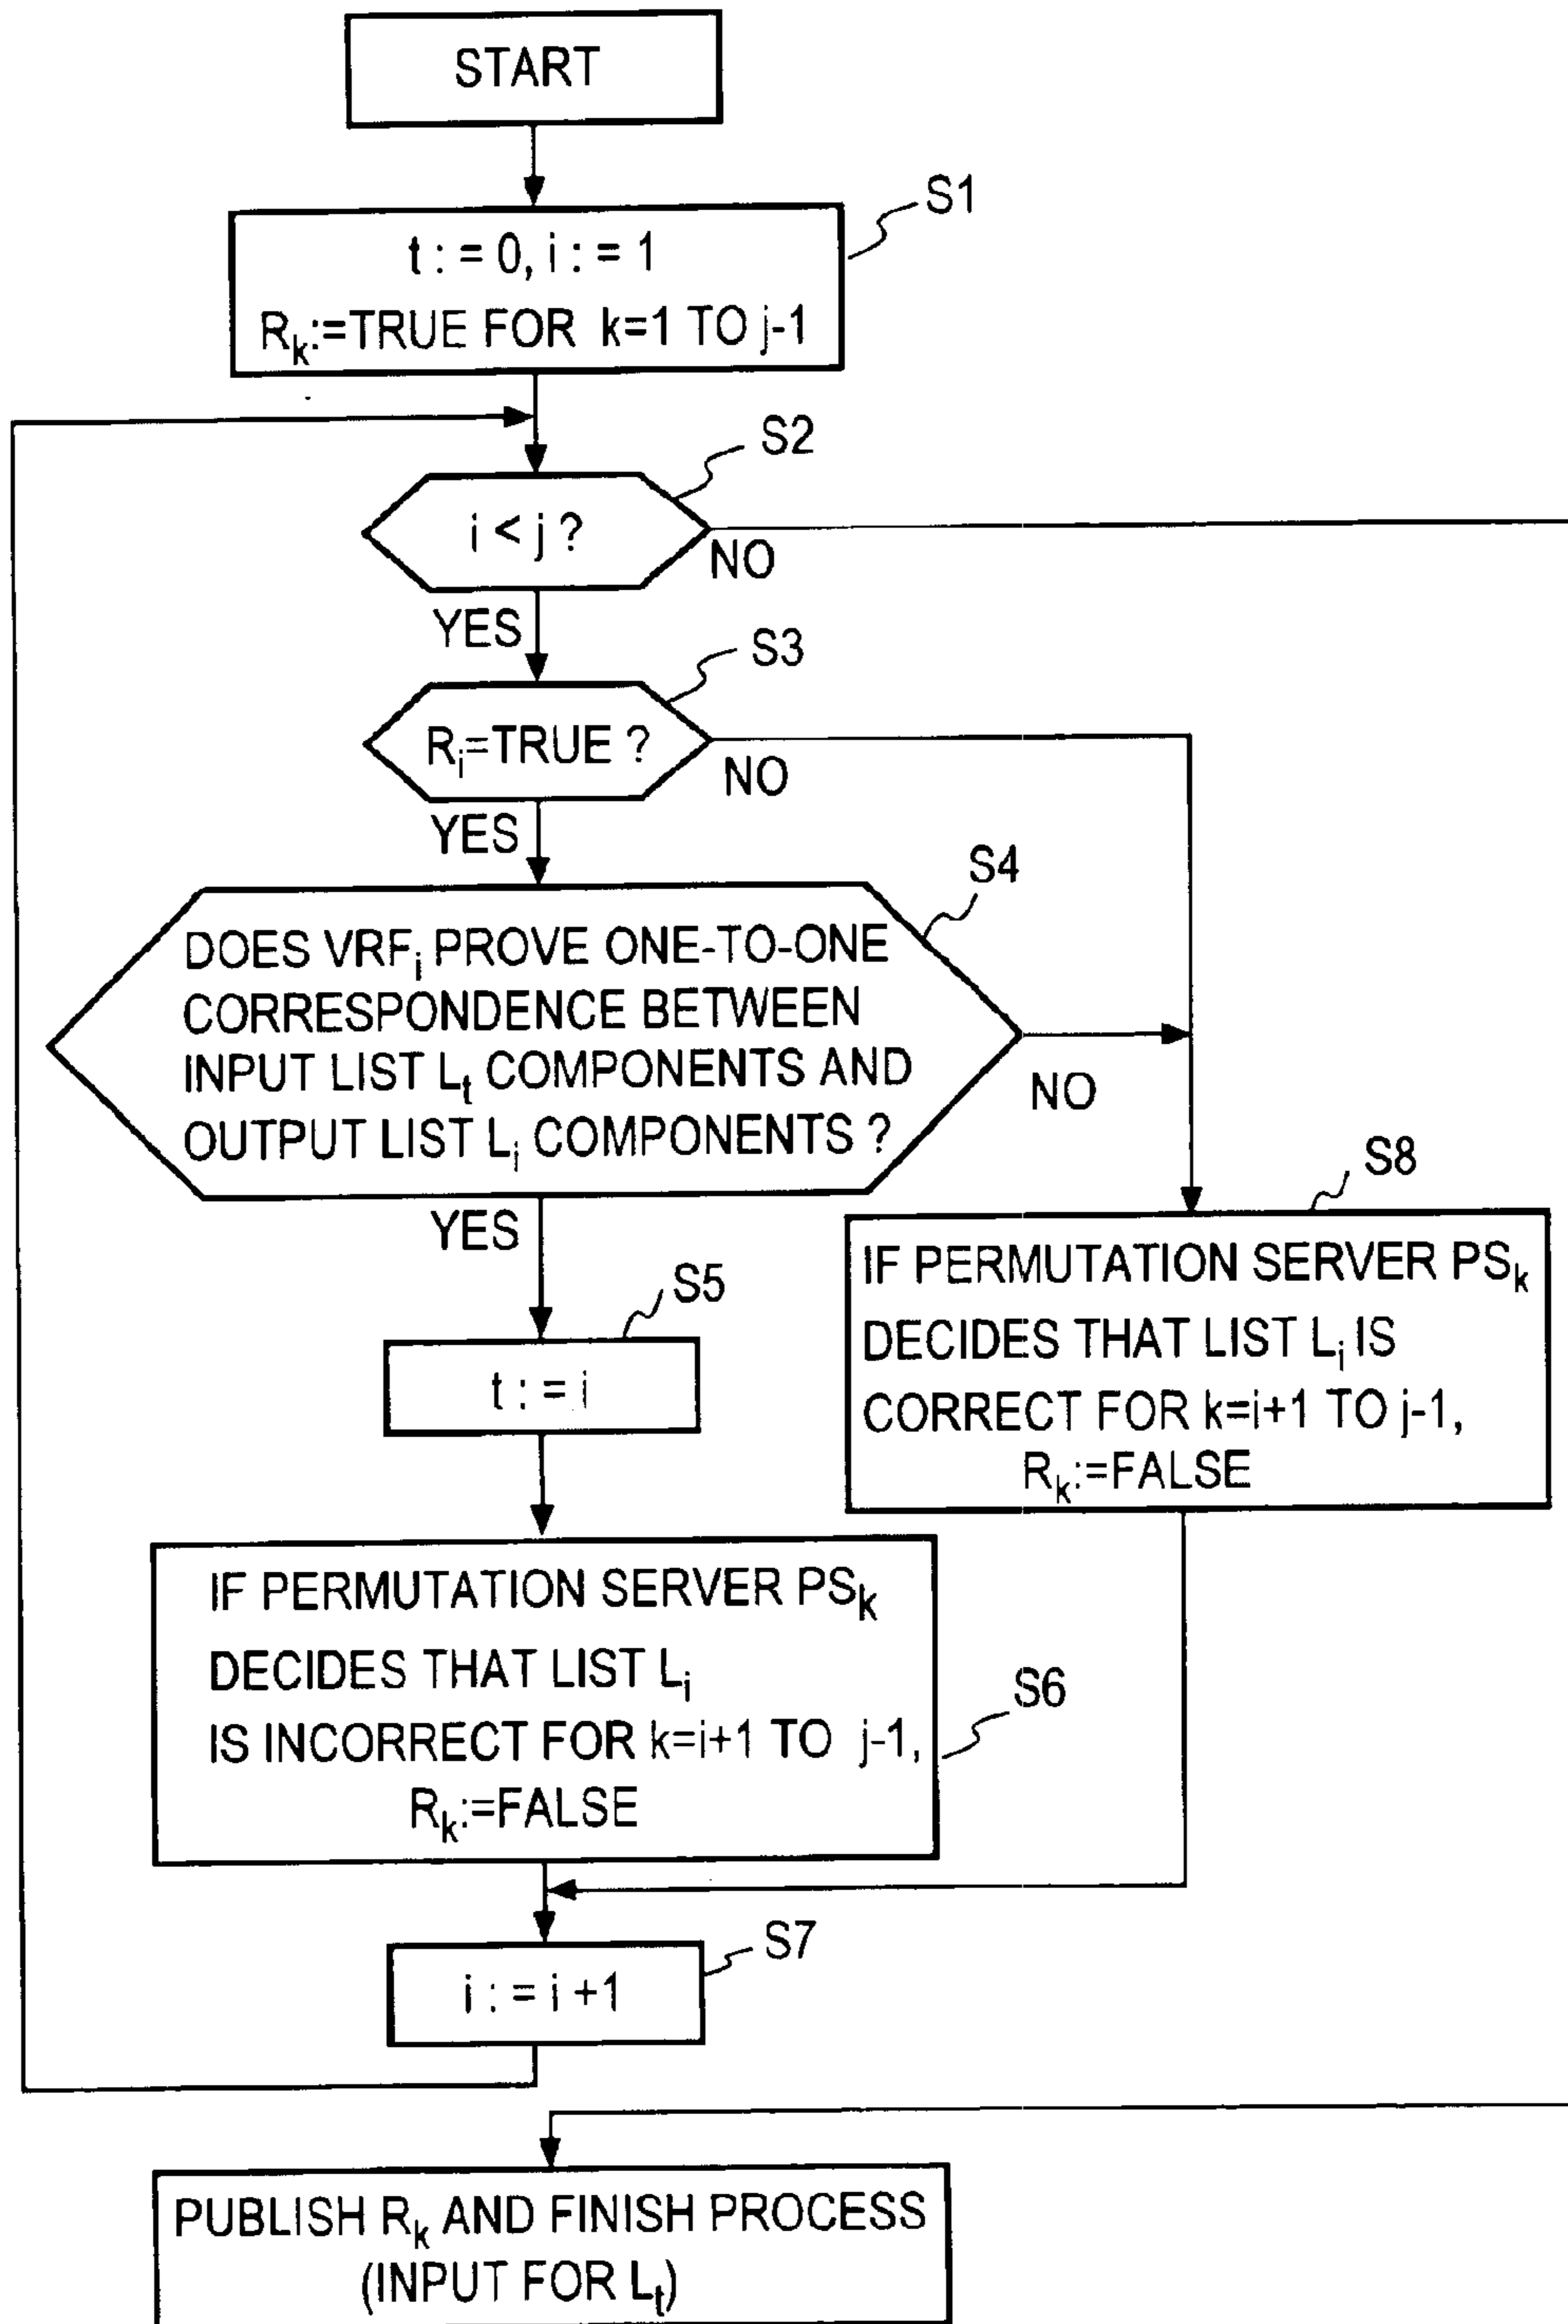 START
S1
t : = 0, i : = 1
Rk:=TRUE FOR k=1 TO j-1
S2
i < j ?
NO
YES
S3
Ri=TRUE ?
NO
YES
S4
DOES VRFi PROVE ONE-TO-ONE
CORRESPONDENCE BETWEEN
INPUT LIST Lt COMPONENTS AND
OUTPUT LIST Li COMPONENTS ?
NO
YES
S8
IF PERMUTATION SERVER PSk
DECIDES THAT LIST Li IS
CORRECT FOR k=i+1 TO j-1,
Rk:=FALSE
S5
t : = i
IF PERMUTATION SERVER PSk
DECIDES THAT LIST Li
IS INCORRECT FOR k=i+1 TO j-1,
Rk:=FALSE
S6
S7
i : = i +1
PUBLISH Rk AND FINISH PROCESS
(INPUT FOR Lt)